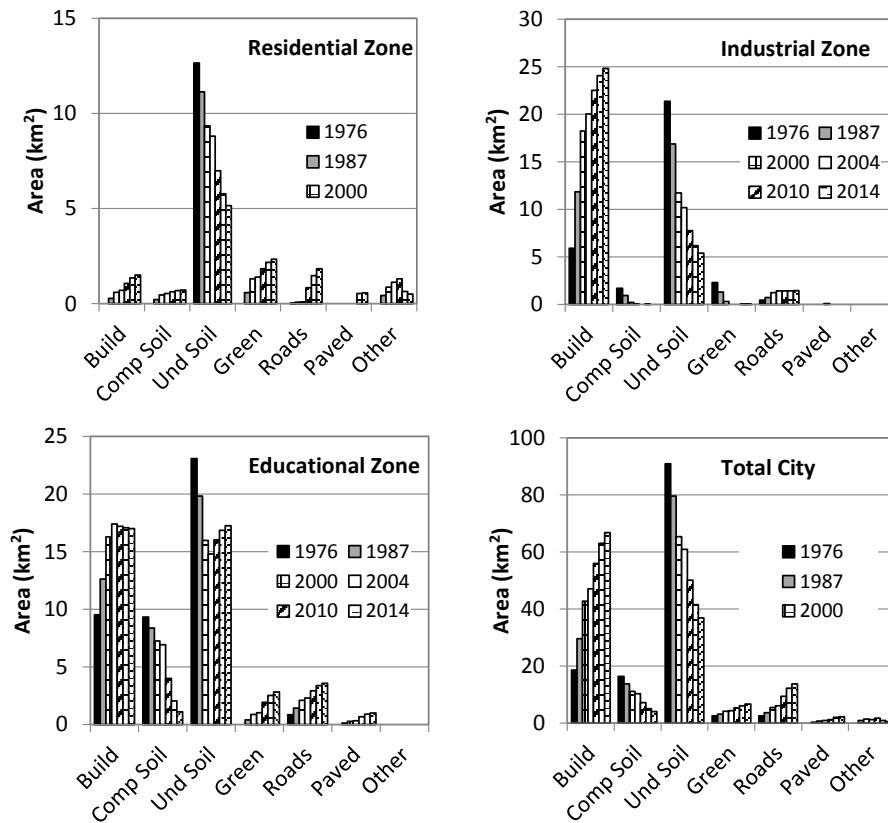 Residential Zone
Area (km²)
15
10
5
0
1976
1987
2000
Build
Comp Soil
Und Soil
Green
Roads
Paved
Other
Industrial Zone
Area (km²)
30
25
20
15
10
5
0
1976 1987
2000 2004
2010 2014
Build
Comp Soil
Und Soil
Green
Roads
Paved
Other
Educational Zone
Area (km²)
25
20
15
10
5
0
1976 1987
2000 2004
2010 2014
Build
Comp Soil
Und Soil
Green
Roads
Paved
Other
Total City
Area (km²)
100
80
60
40
20
0
1976
1987
2000
Build
Comp Soil
Und Soil
Green
Roads
Paved
Other